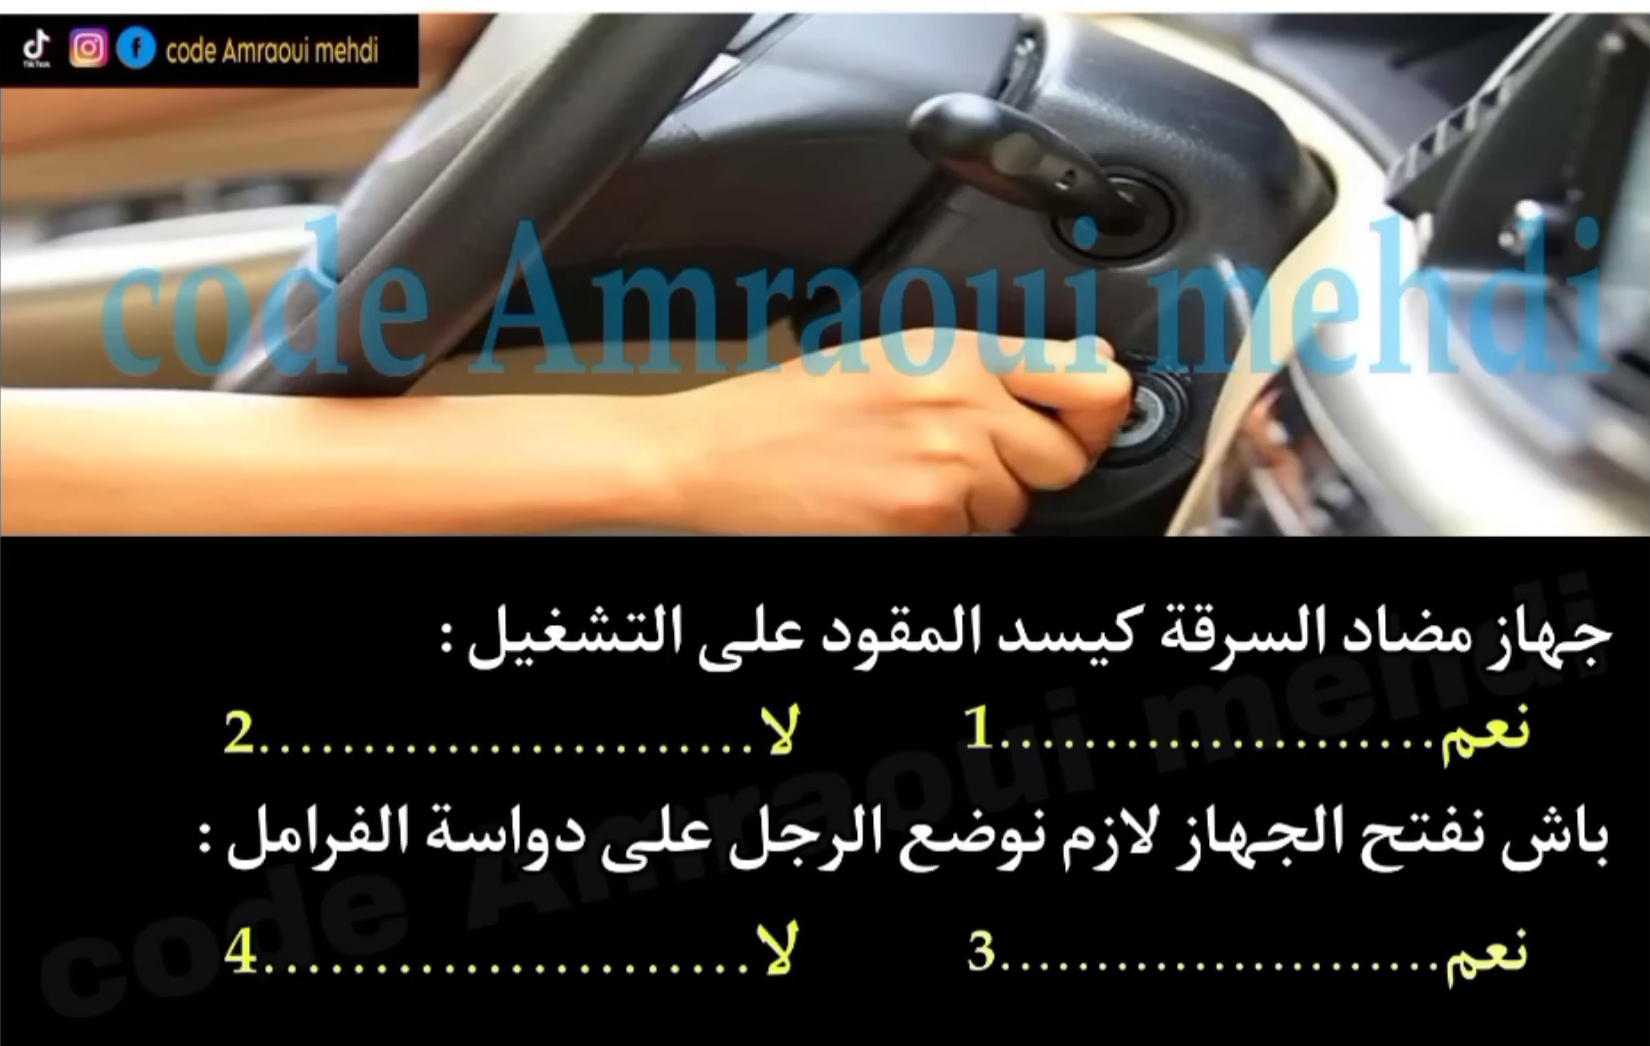 TikTok
code Amraoui mehdi
code Amraoui mehdi
جهاز مضاد السرقة كيسد المقود على التشغيل :
نعم......................1 لا........................2
باش نفتح الجهاز لازم نوضع الرجل على دواسة الفرامل :
نعم......................3 لا........................4
code Amraoui mehdi